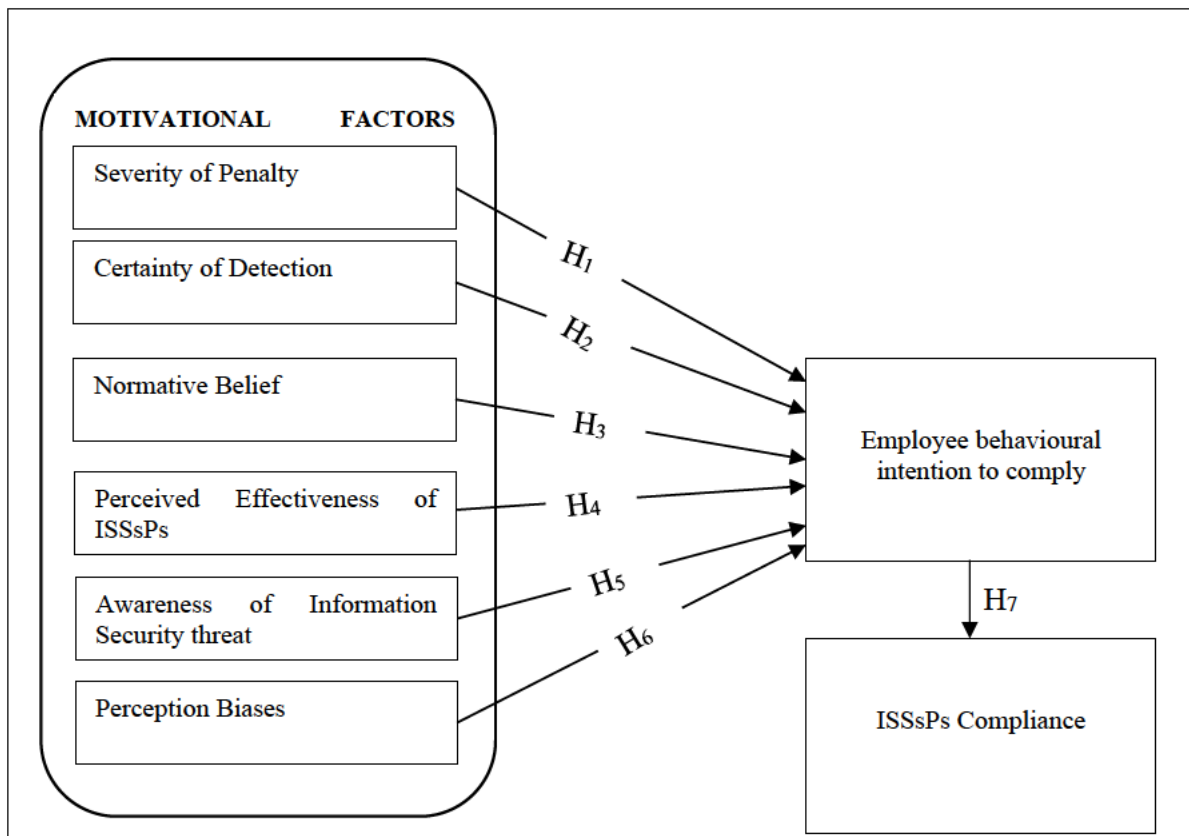 MOTIVATIONAL FACTORS
Severity of Penalty
Certainty of Detection
Normative Belief
Perceived Effectiveness of
ISSsPs
Awareness of Information
Security threat
Perception Biases
H1
H2
H3
H4
H5
H6
Employee behavioural
intention to comply
H7
ISSsPs Compliance